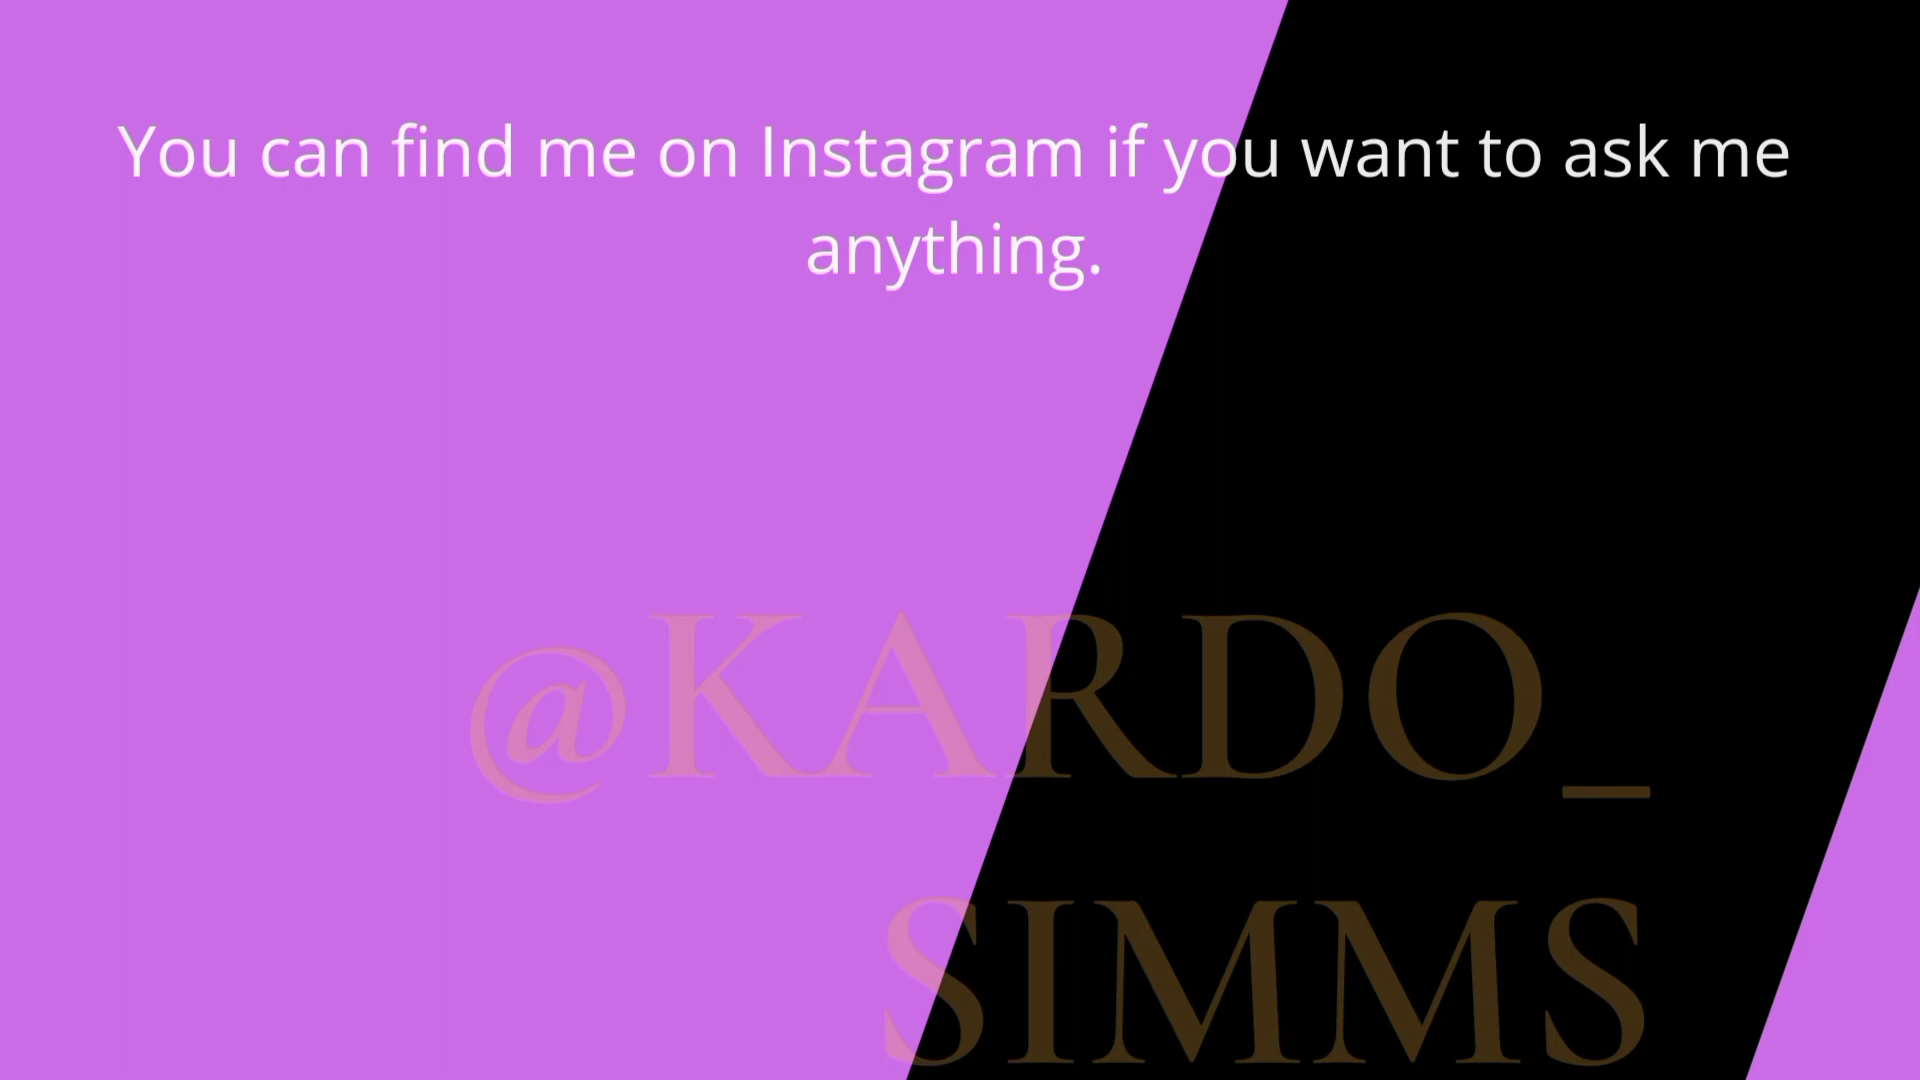 You can find me on Instagram if you want to ask me
anything.
@KARDO_
SIMMS